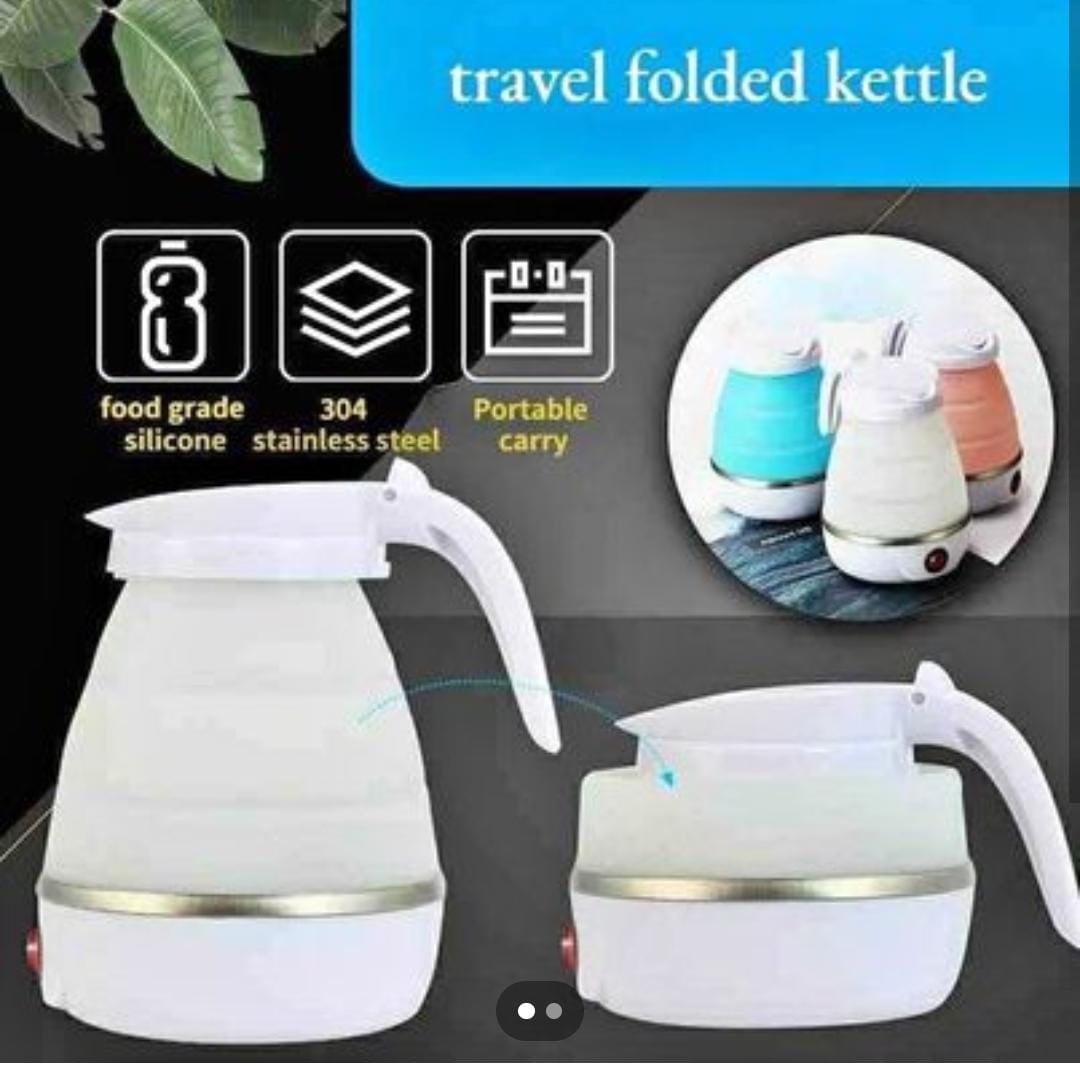 travel folded kettle
food grade
silicone
304
stainless steel
Portable
carry